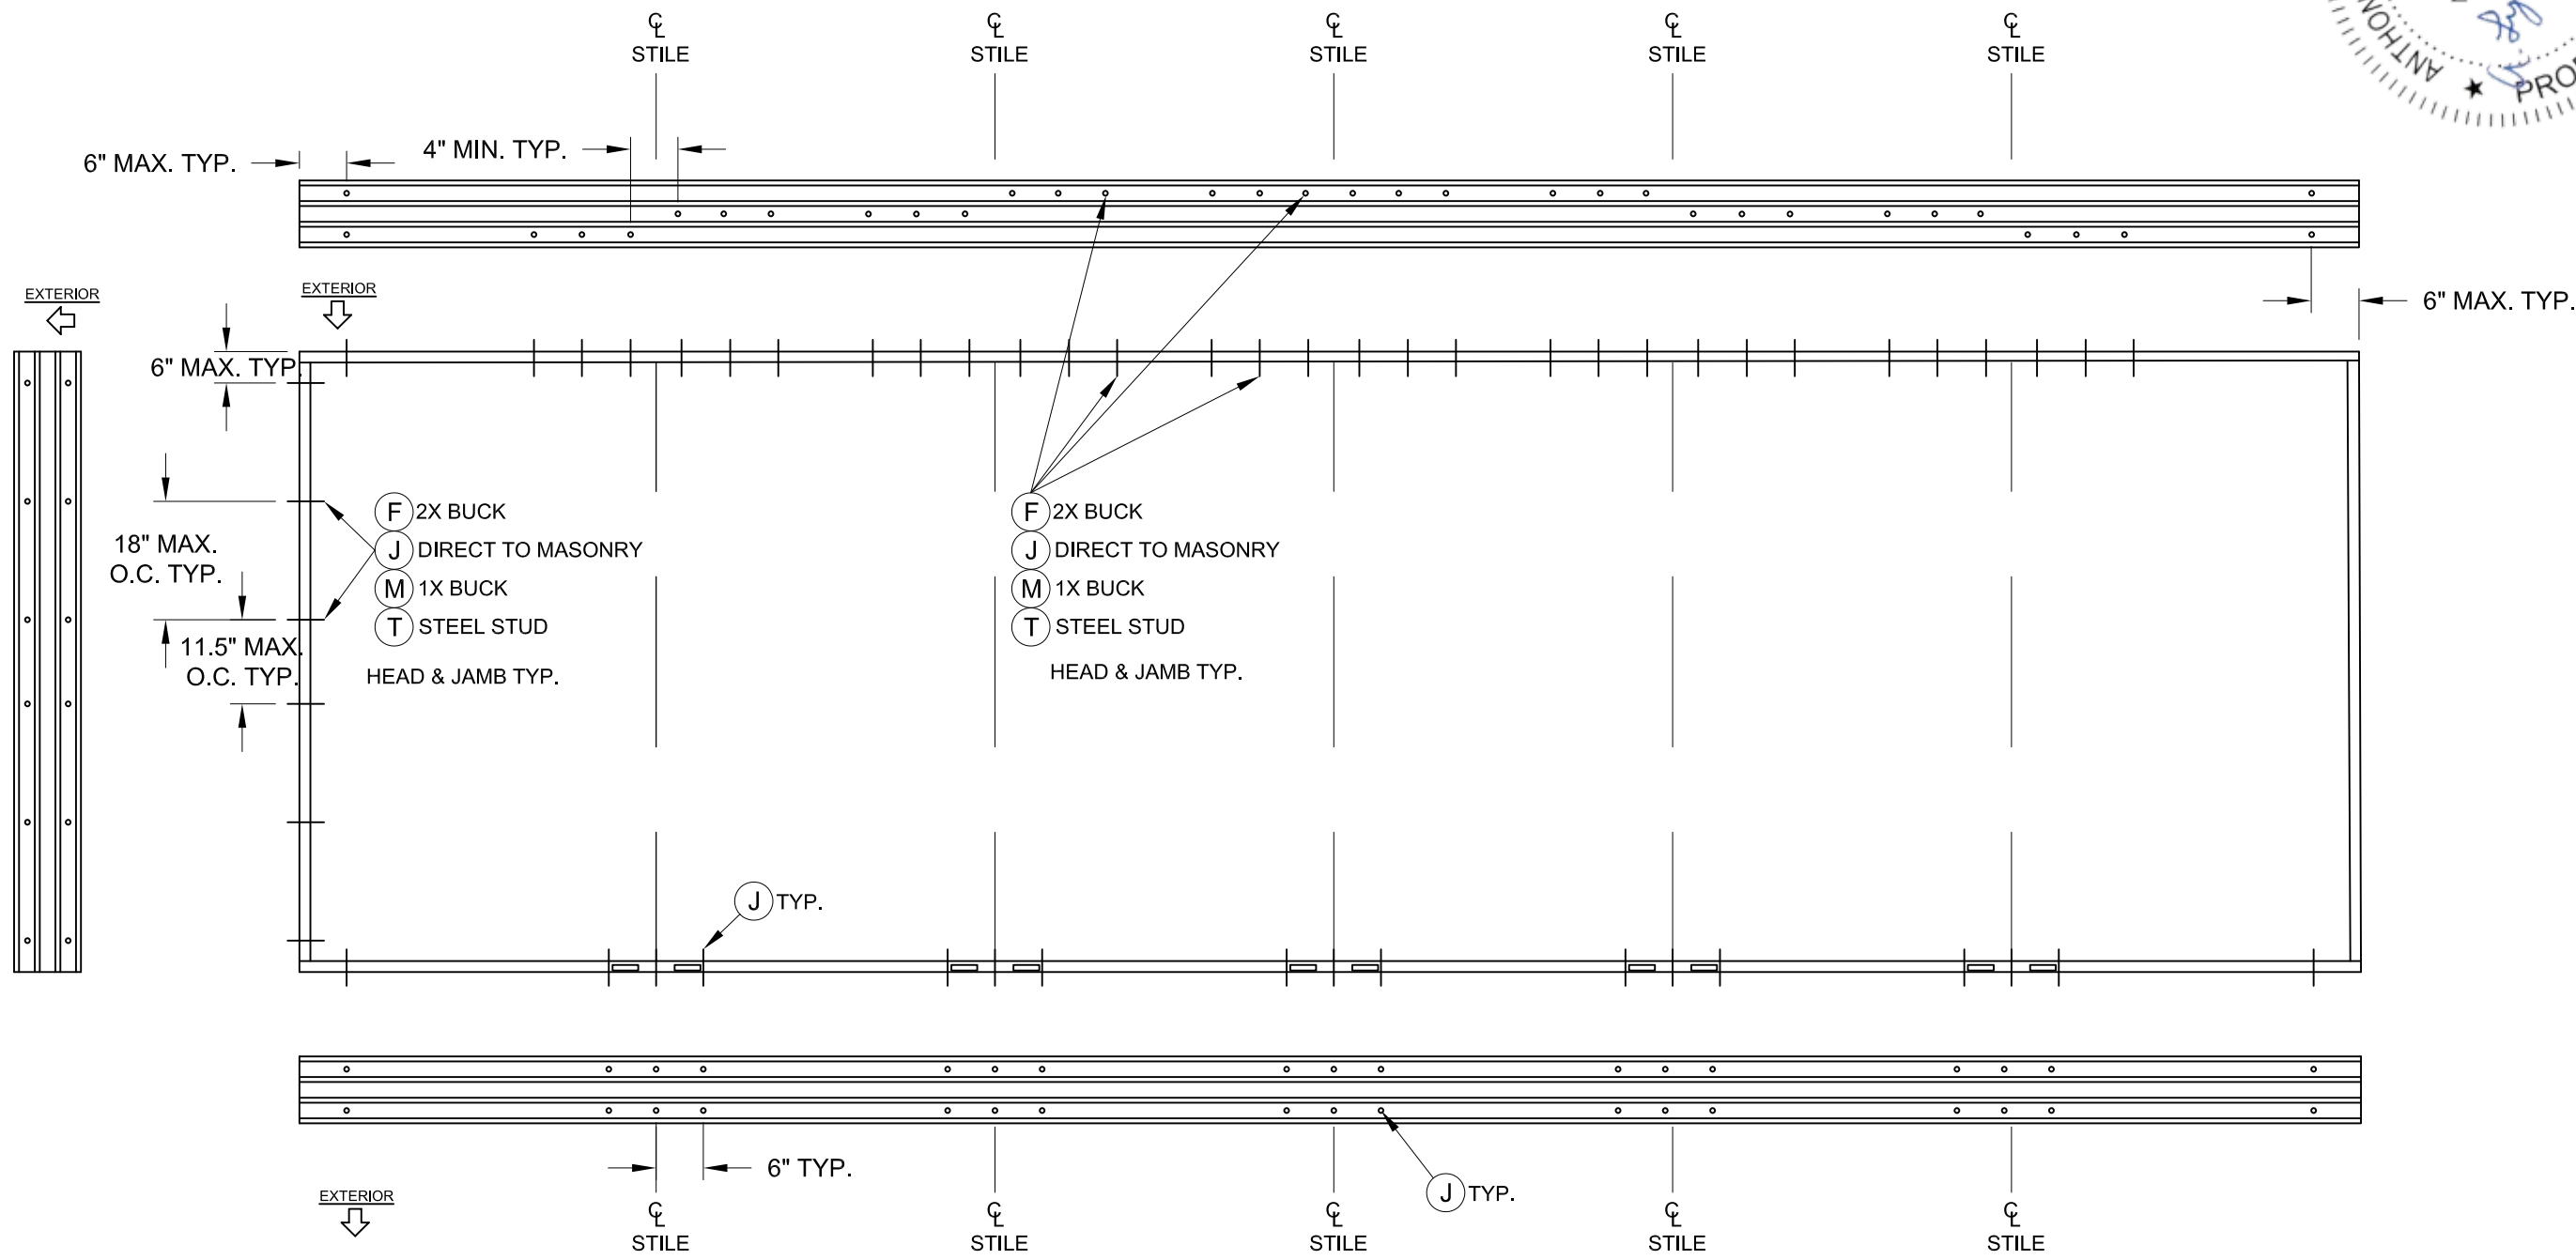 ℄ ℄ ℄ ℄ ℄
STILE STILE STILE STILE STILE
ANTHON
★ PRO
6" MAX. TYP.
4" MIN. TYP.
EXTERIOR
EXTERIOR
6" MAX. TYP.
6" MAX. TYP.
F 2X BUCK
J DIRECT TO MASONRY
M 1X BUCK
T STEEL STUD
HEAD & JAMB TYP.
F 2X BUCK
J DIRECT TO MASONRY
M 1X BUCK
T STEEL STUD
HEAD & JAMB TYP.
18" MAX.
O.C. TYP.
11.5" MAX.
O.C. TYP.
J TYP.
6" TYP.
J TYP.
EXTERIOR
℄ ℄ ℄ ℄ ℄
STILE STILE STILE STILE STILE